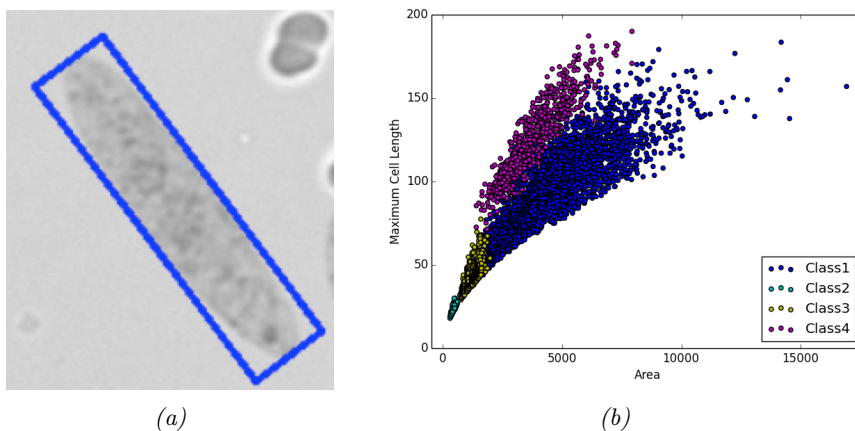 200
150
100
50
0
Maximum Cell Length
0 5000 10000 15000
Area
Class1
Class2
Class3
Class4
(a) (b)